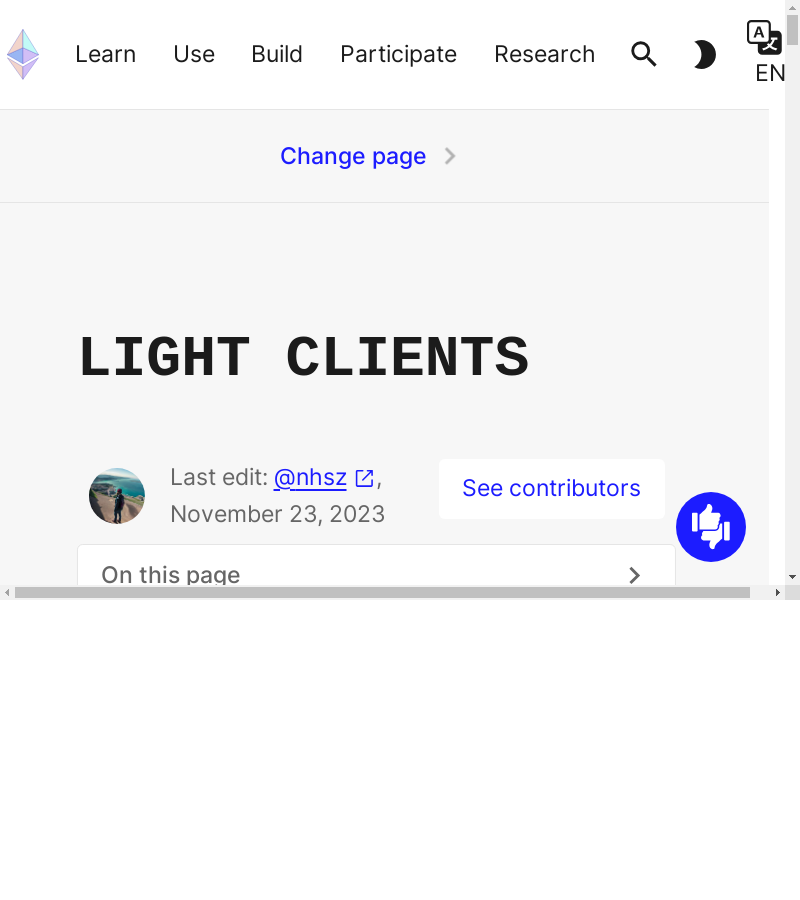 Learn Use Build Participate Research
EN
Change page
LIGHT CLIENTS
Last edit: @nhsz ,
November 23, 2023
See contributors
On this page